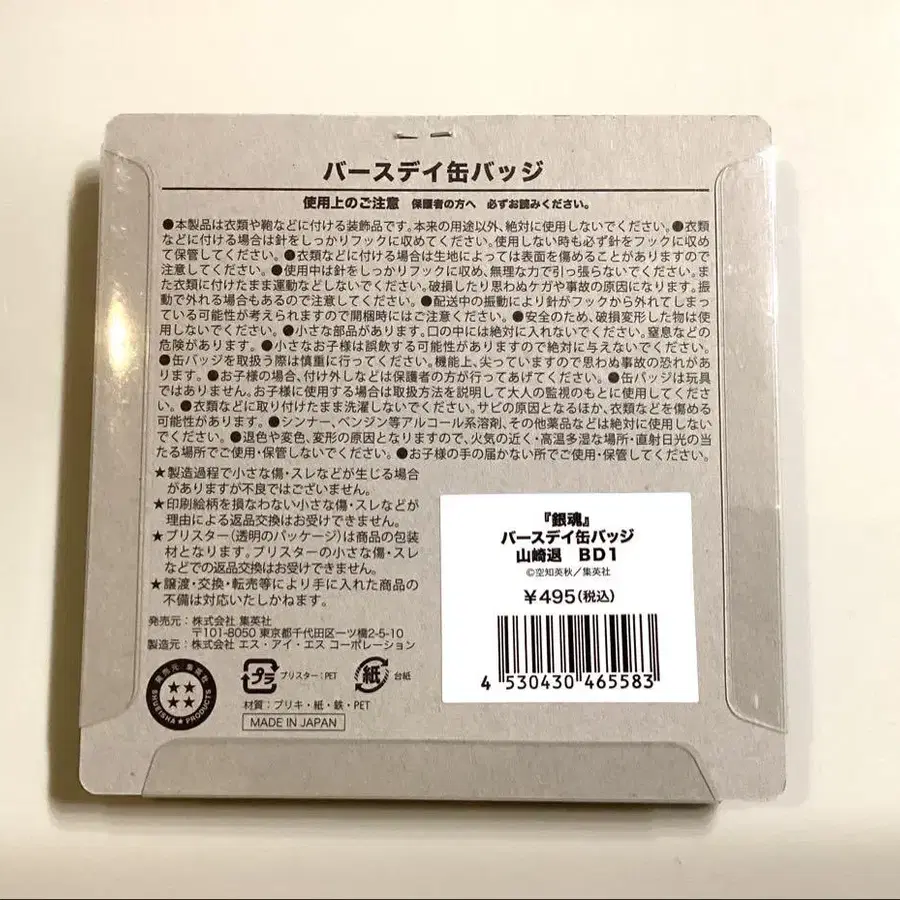 バースデイ缶バッジ
使用上のご注意 保護者の方へ 必ずお読みください。
●本製品は衣類や鞄などに付ける装飾品です。本来の用途以外、絶対に使用しないでください。●衣類
などに付ける場合は針をしっかりフックに収めてください。使用しない時も必ず針をフックに収め
て保管してください。●衣類などに付ける場合は生地によっては表面を傷めることがありますので
注意してください。●使用中は針をしっかりフックに収め、無理な力で引っ張らないでください。ま
た衣類に付けたまま運動などしないでください。破損したり思わぬケガや事故の原因になります。振
動で外れる場合もあるので注意してください。●配送中の振動により針がフックから外れてしまっ
ている可能性が考えられますので開梱時にはご注意ください。●安全のため、破損変形した物は使
用しないでください。●小さな部品があります。口の中には絶対に入れないでください。窒息などの
危険があります。●小さなお子様は誤飲する可能性がありますので絶対に与えないでください。
●缶バッジを取扱う際は慎重に行ってください。機能上、尖っていますので思わぬ事故の恐れがあ
ります。●お子様の場合、付け外しなどは保護者の方が行ってあげてください。●缶バッジは玩具
ではありません。お子様に使用する場合は取扱方法を説明して大人の監視のもとに使用してくださ
い。●衣類などに取り付けたまま洗濯しないでください。サビの原因となるほか、衣類などを傷める
可能性があります。●シンナー、ベンジン等アルコール系溶剤、その他薬品などは絶対に使用しない
でください。●退色や変色、変形の原因となりますので、火気の近く・高温多湿な場所・直射日光の当
たる場所でご使用・保管しないでください。●お子様の手の届かない所でご使用・保管してください。
★製造過程で小さな傷・スレなどが生じる場合
がありますが不良ではございません。
★印刷絵柄を損なわない小さな傷・スレなどが
理由による返品交換はお受けできません。
★ブリスター(透明のパッケージ)は商品の包装
材となります。ブリスターの小さな傷・スレ
などでの返品交換はお受けできません。
★譲渡・交換・転売等により手に入れた商品の
不備は対応いたしかねます。
発売元:株式会社 集英社
〒101-8050 東京都千代田区一ツ橋2-5-10
製造元:株式会社 エス・アイ・エス コーポレーション
発売元 集英社
SHUEISHA★PRODUCTS
プラ ブリスター:PET 紙 台紙
材質:ブリキ・紙・鉄・PET
MADE IN JAPAN
『銀魂』
バースデイ缶バッジ
山崎退 BD1
©空知英秋/集英社
¥495(税込)
4 530430 465583